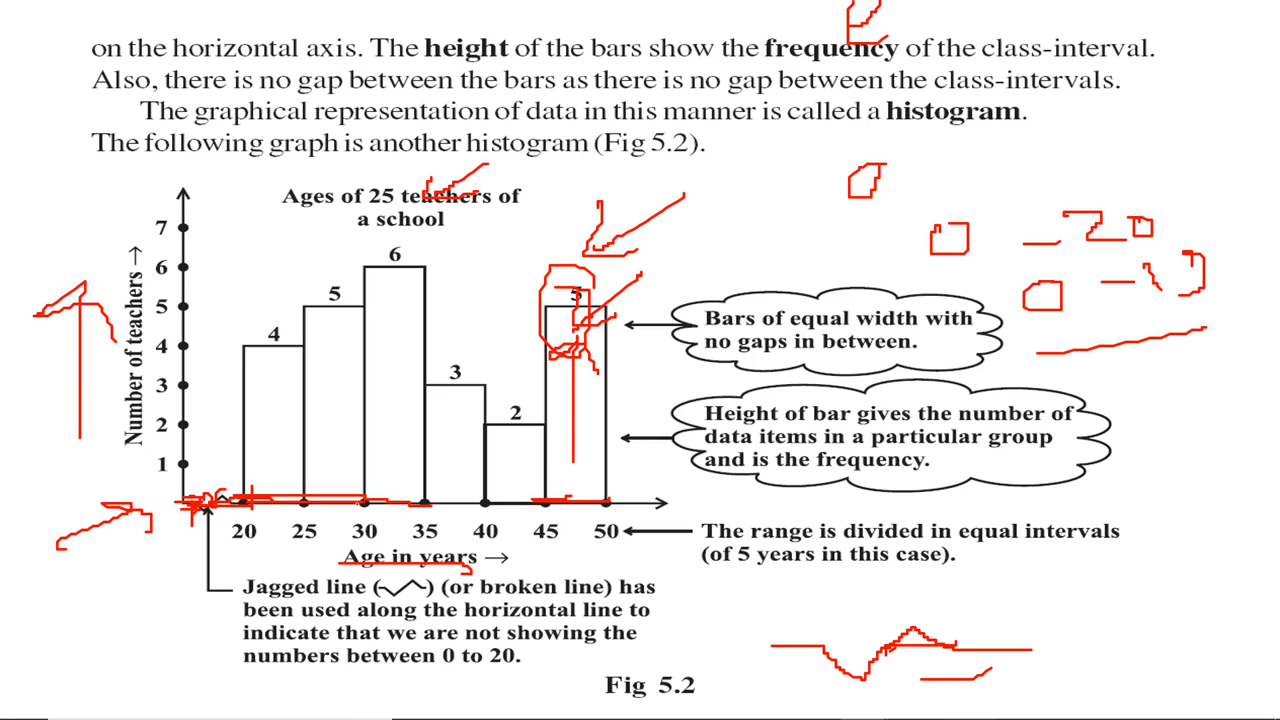 on the horizontal axis. The height of the bars show the frequency of the class-interval.
Also, there is no gap between the bars as there is no gap between the class-intervals.
The graphical representation of data in this manner is called a histogram.
The following graph is another histogram (Fig 5.2).
Ages of 25 teachers of
a school
Number of teachers →
7
6
5
4
3
2
1
4
5
6
3
2
5
Bars of equal width with
no gaps in between.
Height of bar gives the number of
data items in a particular group
and is the frequency.
20 25 30 35 40 45 50
The range is divided in equal intervals
(of 5 years in this case).
Age in years →
Jagged line ( ) (or broken line) has
been used along the horizontal line to
indicate that we are not showing the
numbers between 0 to 20.
Fig 5.2